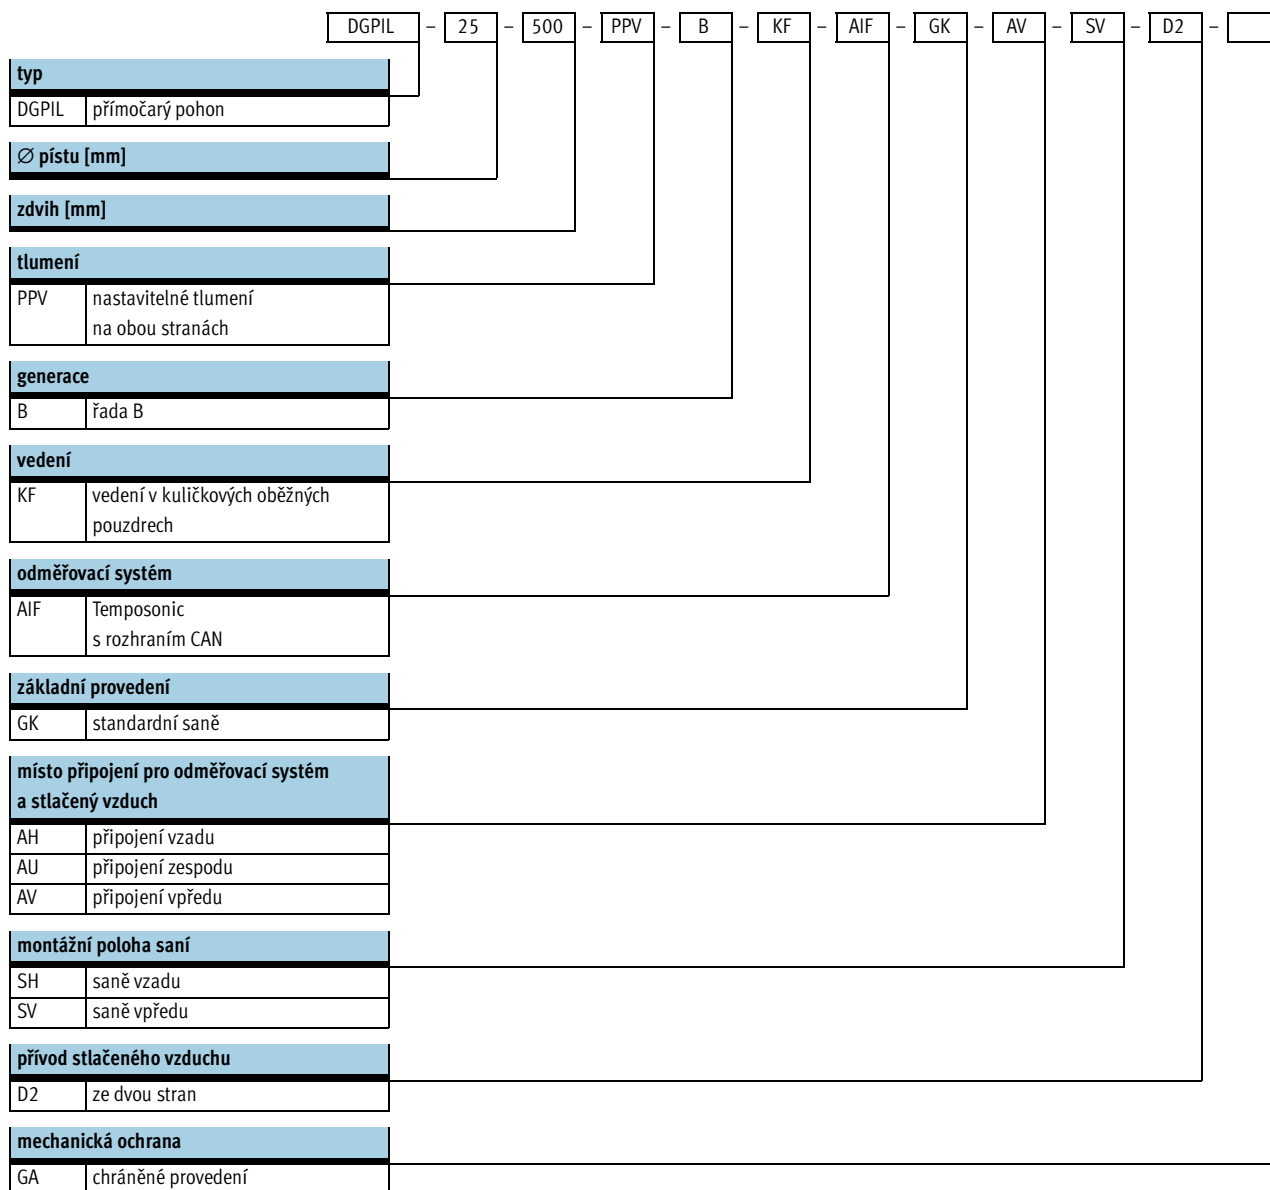 DGPIL – 25 – 500 – PPV – B – KF – AIF – GK – AV – SV – D2 –
typ
DGPIL přímočarý pohon
∅ pístu [mm]
zdvih [mm]
tlumení
PPV nastavitelné tlumení
na obou stranách
generace
B řada B
vedení
KF vedení v kuličkových oběžných
pouzdrech
odměřovací systém
AIF Temposonic
s rozhraním CAN
základní provedení
GK standardní saně
místo připojení pro odměřovací systém
a stlačený vzduch
AH připojení vzadu
AU připojení zespodu
AV připojení vpředu
montážní poloha saní
SH saně vzadu
SV saně vpředu
přívod stlačeného vzduchu
D2 ze dvou stran
mechanická ochrana
GA chráněné provedení